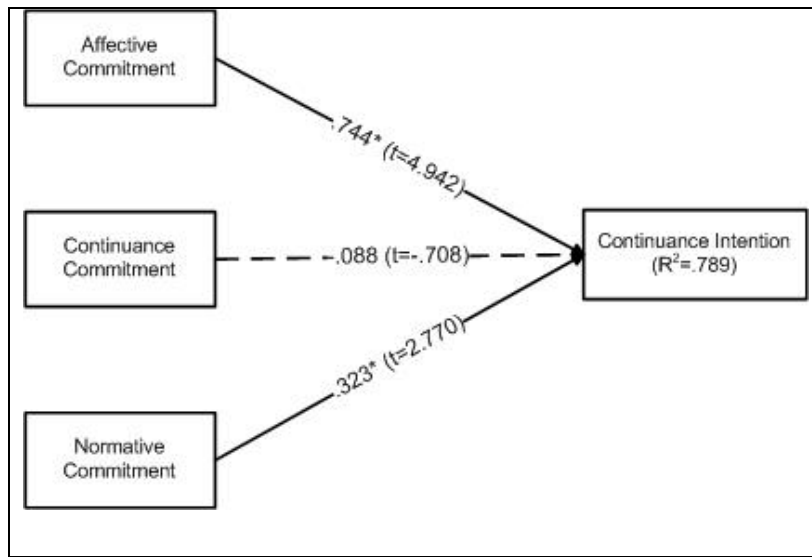 Affective
Commitment
.744* (t=4.942)
Continuance
Commitment
-.088 (t=-.708)
Continuance Intention
(R²=.789)
.323* (t=2.770)
Normative
Commitment